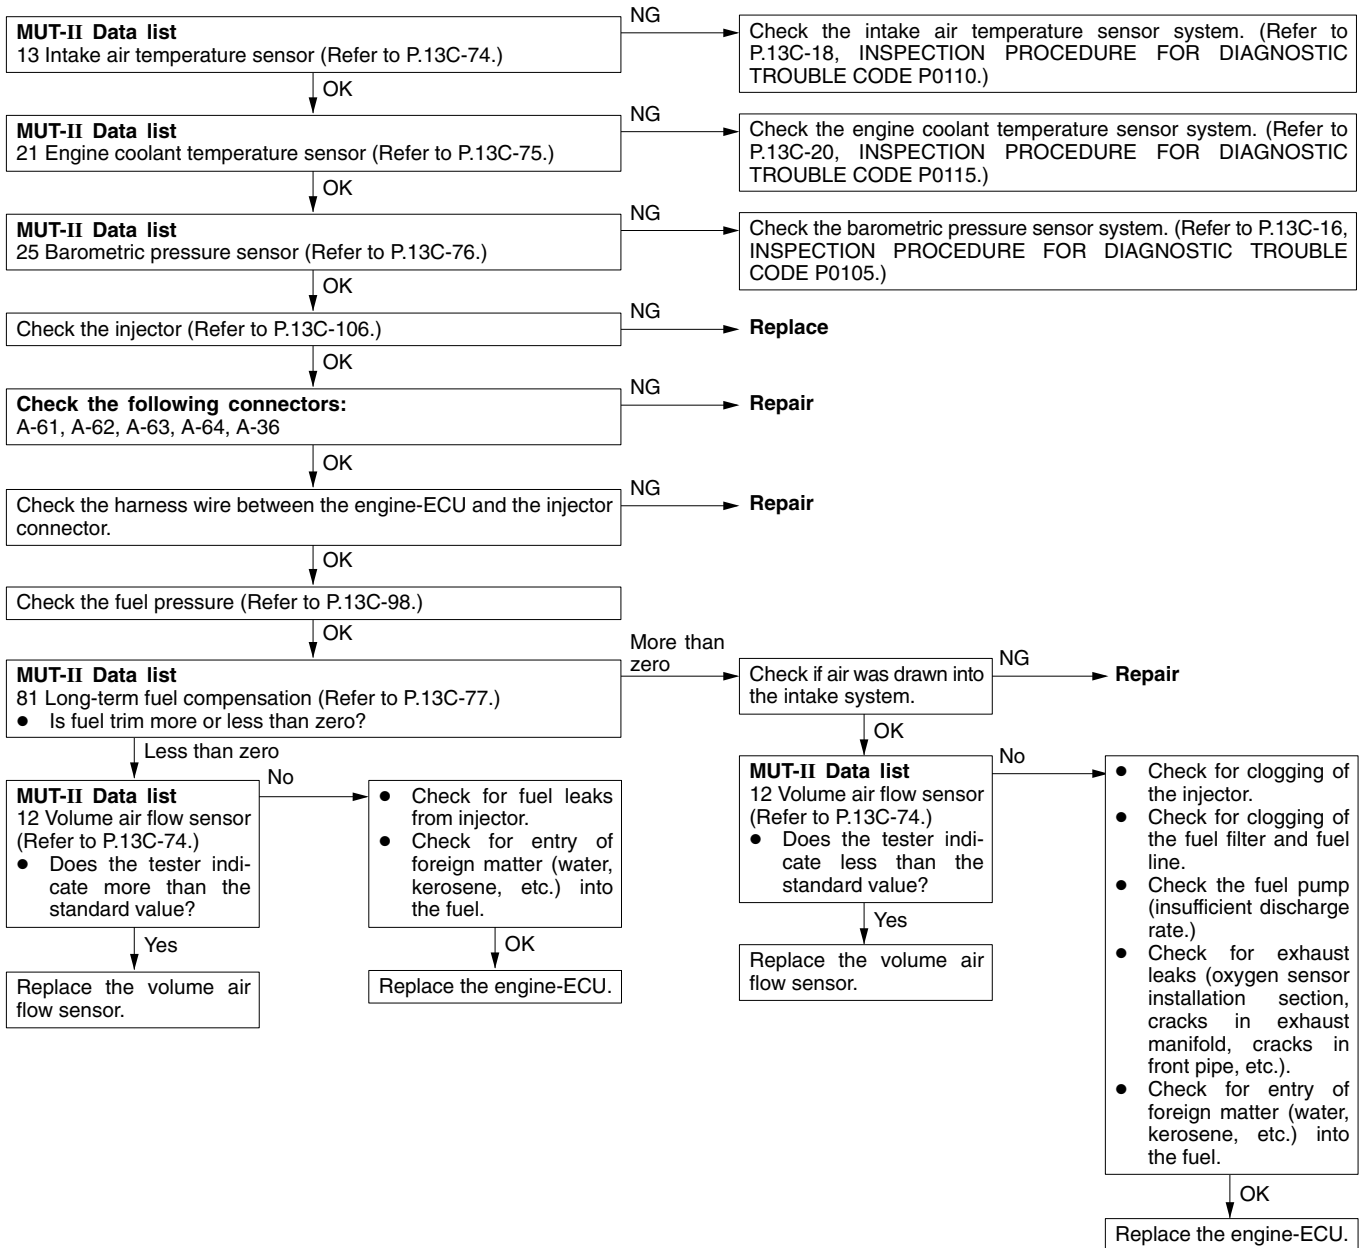 MUT-II Data list
13 Intake air temperature sensor (Refer to P.13C-74.)
NG
Check the intake air temperature sensor system. (Refer to
P.13C-18, INSPECTION PROCEDURE FOR DIAGNOSTIC
TROUBLE CODE P0110.)
OK
MUT-II Data list
21 Engine coolant temperature sensor (Refer to P.13C-75.)
NG
Check the engine coolant temperature sensor system. (Refer to
P.13C-20, INSPECTION PROCEDURE FOR DIAGNOSTIC
TROUBLE CODE P0115.)
OK
MUT-II Data list
25 Barometric pressure sensor (Refer to P.13C-76.)
NG
Check the barometric pressure sensor system. (Refer to P.13C-16,
INSPECTION PROCEDURE FOR DIAGNOSTIC TROUBLE
CODE P0105.)
OK
Check the injector (Refer to P.13C-106.)
NG
Replace
OK
Check the following connectors:
A-61, A-62, A-63, A-64, A-36
NG
Repair
OK
Check the harness wire between the engine-ECU and the injector
connector.
NG
Repair
OK
Check the fuel pressure (Refer to P.13C-98.)
OK
MUT-II Data list
81 Long-term fuel compensation (Refer to P.13C-77.)
● Is fuel trim more or less than zero?
More than
zero
Check if air was drawn into
the intake system.
NG
Repair
Less than zero
MUT-II Data list
12 Volume air flow sensor
(Refer to P.13C-74.)
● Does the tester indi-
cate more than the
standard value?
No
● Check for fuel leaks
from injector.
● Check for entry of
foreign matter (water,
kerosene, etc.) into
the fuel.
Yes
Replace the volume air
flow sensor.
OK
Replace the engine-ECU.
OK
MUT-II Data list
12 Volume air flow sensor
(Refer to P.13C-74.)
● Does the tester indi-
cate less than the
standard value?
No
● Check for clogging of
the injector.
● Check for clogging of
the fuel filter and fuel
line.
● Check the fuel pump
(insufficient discharge
rate.)
● Check for exhaust
leaks (oxygen sensor
installation section,
cracks in exhaust
manifold, cracks in
front pipe, etc.).
● Check for entry of
foreign matter (water,
kerosene, etc.) into
the fuel.
Yes
Replace the volume air
flow sensor.
OK
Replace the engine-ECU.